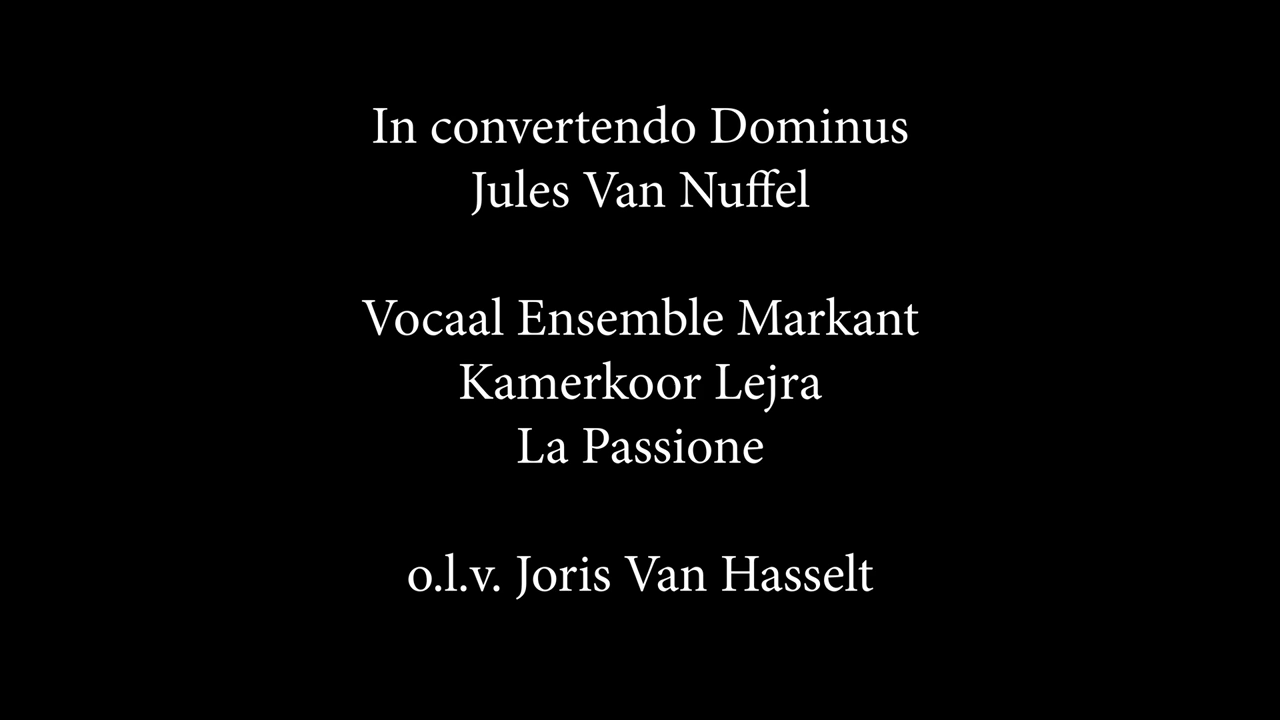 In convertendo Dominus
Jules Van Nuffel
Vocaal Ensemble Markant
Kamerkoor Lejra
La Passione
o.l.v. Joris Van Hasselt